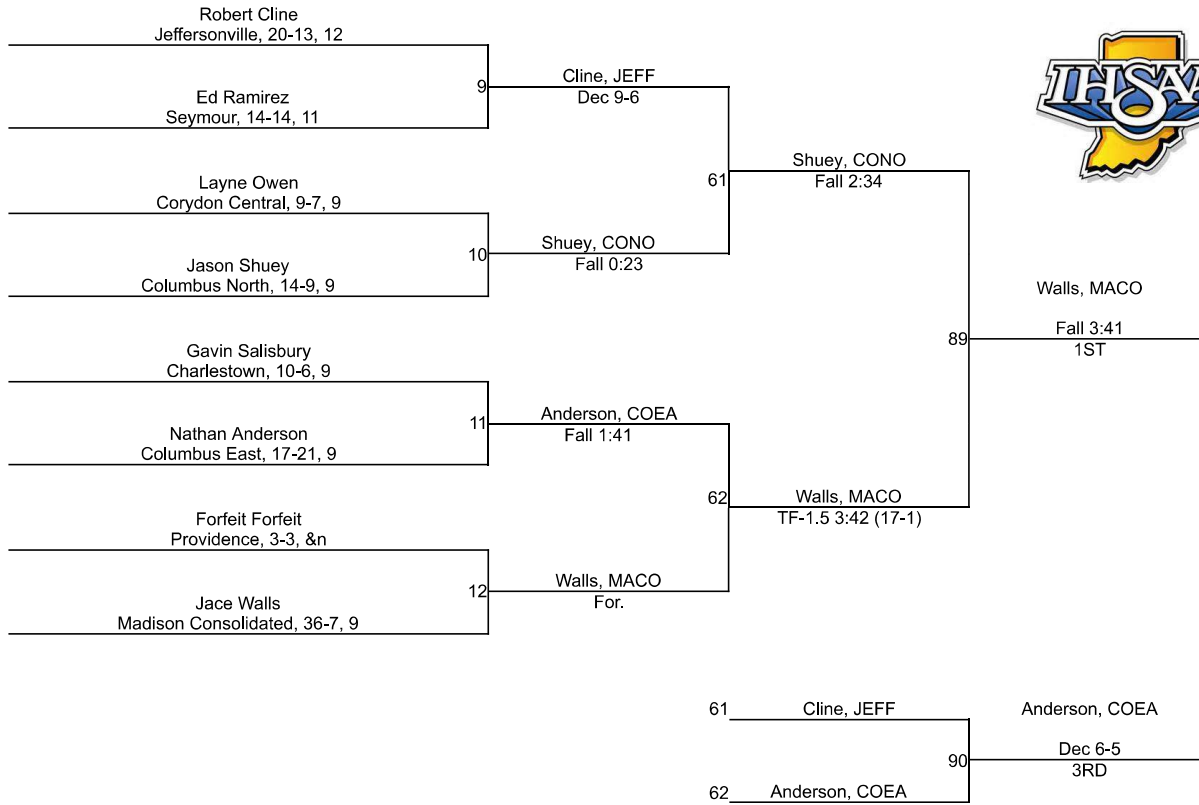 Robert Cline
Jeffersonville, 20-13, 12
9
Cline, JEFF
Dec 9-6
Ed Ramirez
Seymour, 14-14, 11
IHSAA
61
Shuey, CONO
Fall 2:34
Layne Owen
Corydon Central, 9-7, 9
10
Shuey, CONO
Fall 0:23
Jason Shuey
Columbus North, 14-9, 9
89
Walls, MACO
Fall 3:41
1ST
Gavin Salisbury
Charlestown, 10-6, 9
11
Anderson, COEA
Fall 1:41
Nathan Anderson
Columbus East, 17-21, 9
62
Walls, MACO
TF-1.5 3:42 (17-1)
Forfeit Forfeit
Providence, 3-3, &n
12
Walls, MACO
For.
Jace Walls
Madison Consolidated, 36-7, 9
61
Cline, JEFF
90
Anderson, COEA
Dec 6-5
3RD
62
Anderson, COEA